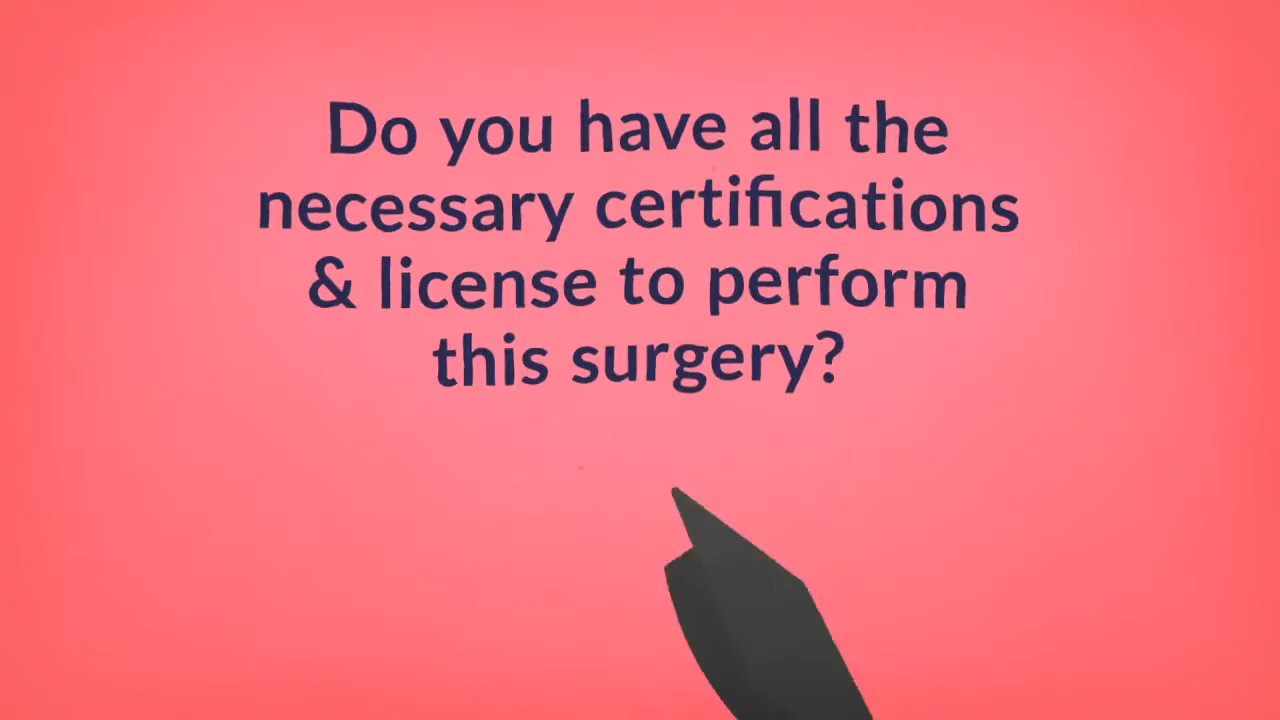 Do you have all the
necessary certifications
& license to perform
this surgery?